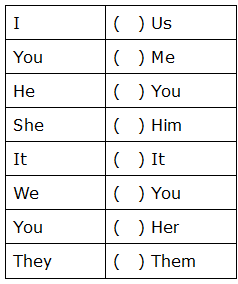 I ( ) Us
You ( ) Me
He ( ) You
She ( ) Him
It ( ) It
We ( ) You
You ( ) Her
They ( ) Them